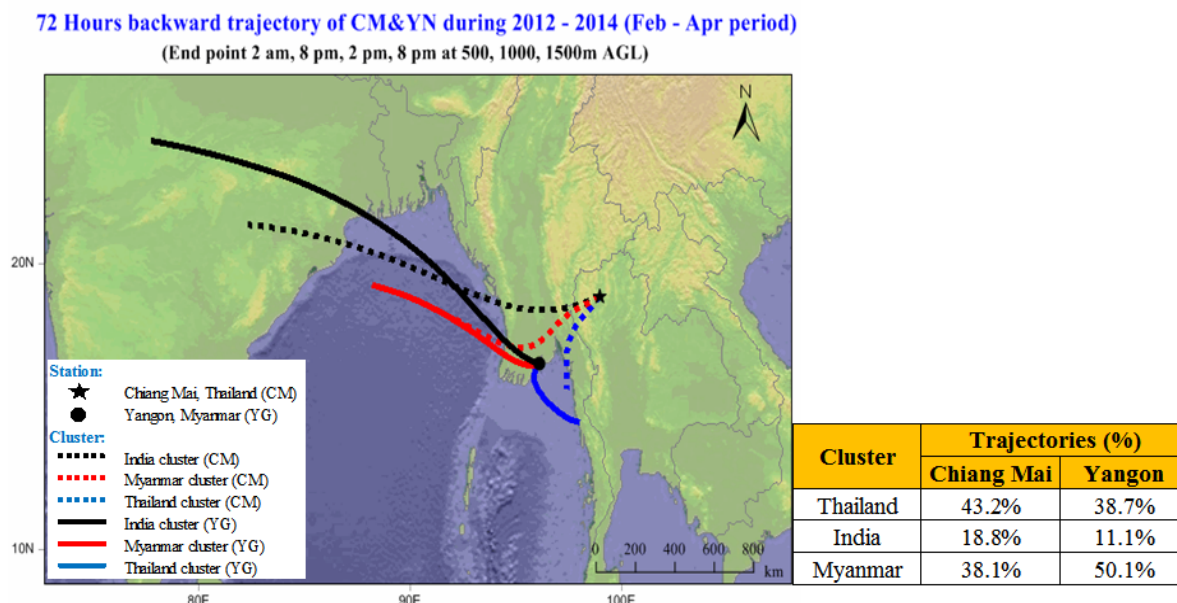 72 Hours backward trajectory of CM&YN during 2012 - 2014 (Feb - Apr period)
(End point 2 am, 8 pm, 2 pm, 8 pm at 500, 1000, 1500m AGL)
N
20N
10N
80E
90E
100E
Station:
Chiang Mai, Thailand (CM)
Yangon, Myanmar (YG)
Cluster:
India cluster (CM)
Myanmar cluster (CM)
Thailand cluster (CM)
India cluster (YG)
Myanmar cluster (YG)
Thailand cluster (YG)
0 200 400 600 800
km
Cluster Trajectories (%)
Chiang Mai Yangon
Thailand 43.2% 38.7%
India 18.8% 11.1%
Myanmar 38.1% 50.1%